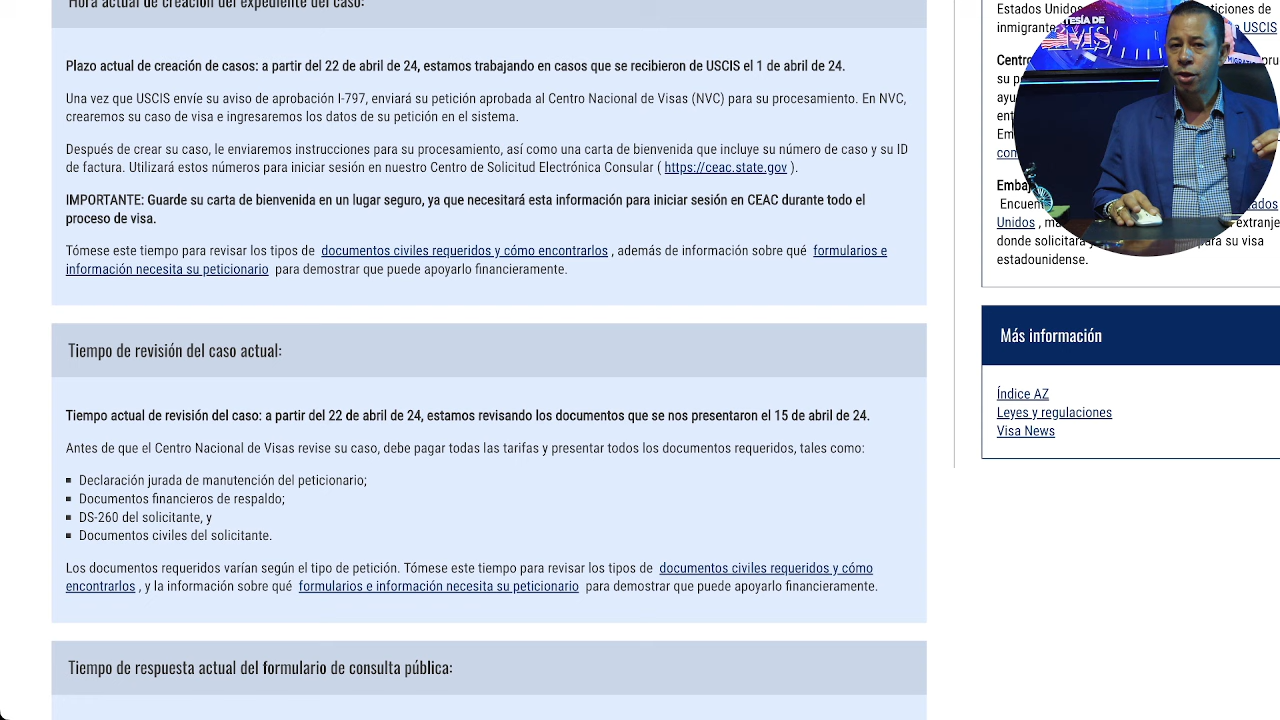 Hora actual de creación del expediente del caso:
Plazo actual de creación de casos: a partir del 22 de abril de 24, estamos trabajando en casos que se recibieron de USCIS el 1 de abril de 24.
Una vez que USCIS envíe su aviso de aprobación I-797, enviará su petición aprobada al Centro Nacional de Visas (NVC) para su procesamiento. En NVC,
crearemos su caso de visa e ingresaremos los datos de su petición en el sistema.
Después de crear su caso, le enviaremos instrucciones para su procesamiento, así como una carta de bienvenida que incluye su número de caso y su ID
de factura. Utilizará estos números para iniciar sesión en nuestro Centro de Solicitud Electrónica Consular ( https://ceac.state.gov ).
IMPORTANTE: Guarde su carta de bienvenida en un lugar seguro, ya que necesitará esta información para iniciar sesión en CEAC durante todo el
proceso de visa.
Tómese este tiempo para revisar los tipos de documentos civiles requeridos y cómo encontrarlos , además de información sobre qué formularios e
información necesita su peticionario para demostrar que puede apoyarlo financieramente.
Tiempo de revisión del caso actual:
Tiempo actual de revisión del caso: a partir del 22 de abril de 24, estamos revisando los documentos que se nos presentaron el 15 de abril de 24.
Antes de que el Centro Nacional de Visas revise su caso, debe pagar todas las tarifas y presentar todos los documentos requeridos, tales como:
Declaración jurada de manutención del peticionario;
Documentos financieros de respaldo;
DS-260 del solicitante, y
Documentos civiles del solicitante.
Los documentos requeridos varían según el tipo de petición. Tómese este tiempo para revisar los tipos de documentos civiles requeridos y cómo
encontrarlos , y la información sobre qué formularios e información necesita su peticionario para demostrar que puede apoyarlo financieramente.
Tiempo de respuesta actual del formulario de consulta pública:
Estados Unidos
inmigrante USCIS
su
Unidos ,
donde solicitará para su visa
estadounidense.
Más información
Índice AZ
Leyes y regulaciones
Visa News